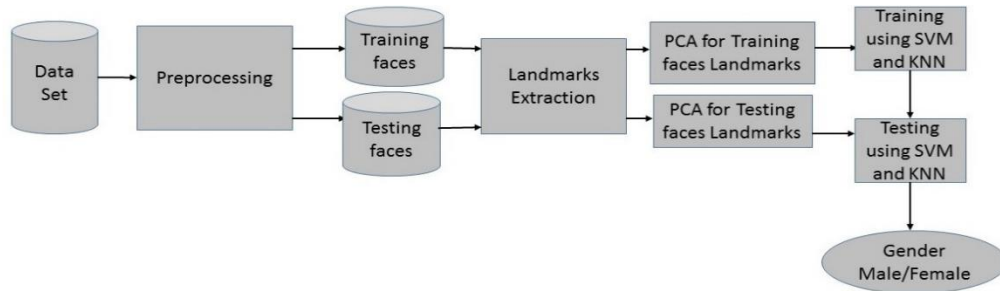 Data
Set
Preprocessing
Training
faces
Testing
faces
Landmarks
Extraction
PCA for Training
faces Landmarks
PCA for Testing
faces Landmarks
Training
using SVM
and KNN
Testing
using SVM
and KNN
Gender
Male/Female